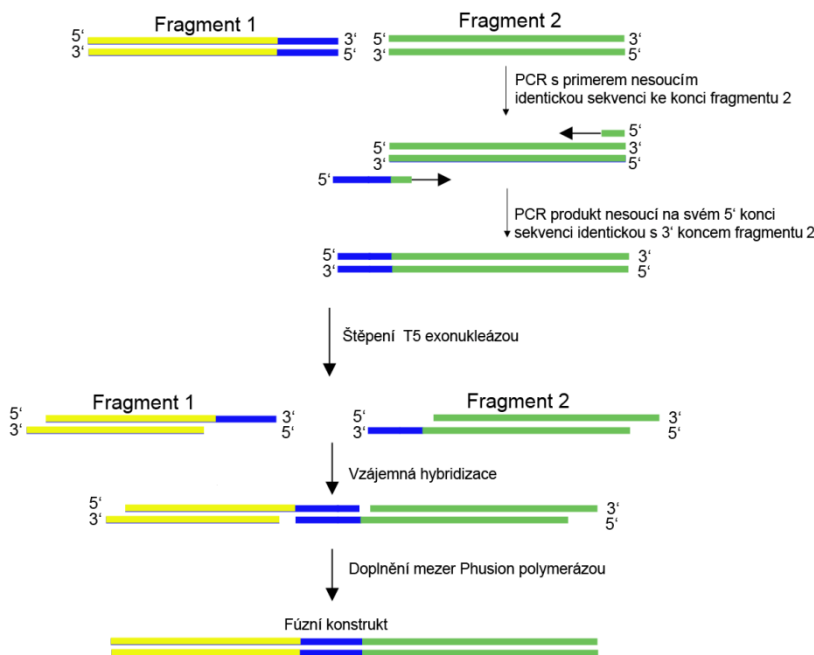 Fragment 1 Fragment 2
5‘ 3‘ 5‘ 3‘
3‘ 5‘ 3‘ 5‘
PCR s primerem nesoucím
identickou sekvenci ke konci fragmentu 2
5‘
5‘ 3‘
3‘ 5‘
5‘
PCR produkt nesoucí na svém 5‘ konci
sekvenci identickou s 3‘ koncem fragmentu 2
5‘ 3‘
3‘ 5‘
Štěpení T5 exonukleázou
Fragment 1 Fragment 2
5‘ 3‘ 5‘ 3‘
3‘ 5‘ 3‘ 5‘
Vzájemná hybridizace
5‘ 3‘
3‘ 5‘
Doplnění mezer Phusion polymerázou
Fúzní konstrukt